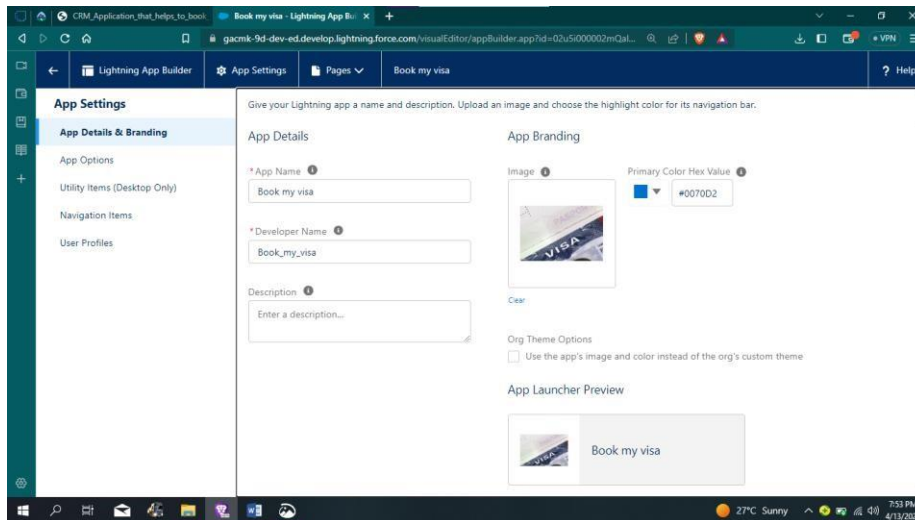 CRM_Application_that_helps_to_book
Book my visa - Lightning App Bui
gacmk-9d-dev-ed.develop.lightning.force.com/visualEditor/appBuilder.app?id=02u5i000002mQal...
VPN
Lightning App Builder
App Settings
Pages
Book my visa
? Help
App Settings
App Details & Branding
App Options
Utility Items (Desktop Only)
Navigation Items
User Profiles
Give your Lightning app a name and description. Upload an image and choose the highlight color for its navigation bar.
App Details
App Branding
* App Name
Book my visa
* Developer Name
Book_my_visa
Description
Enter a description...
Image
VISA
Primary Color Hex Value
#0070D2
Clear
Org Theme Options
Use the app's image and color instead of the org's custom theme
App Launcher Preview
VISA
Book my visa
27°C Sunny
7:53 PM
4/13/202